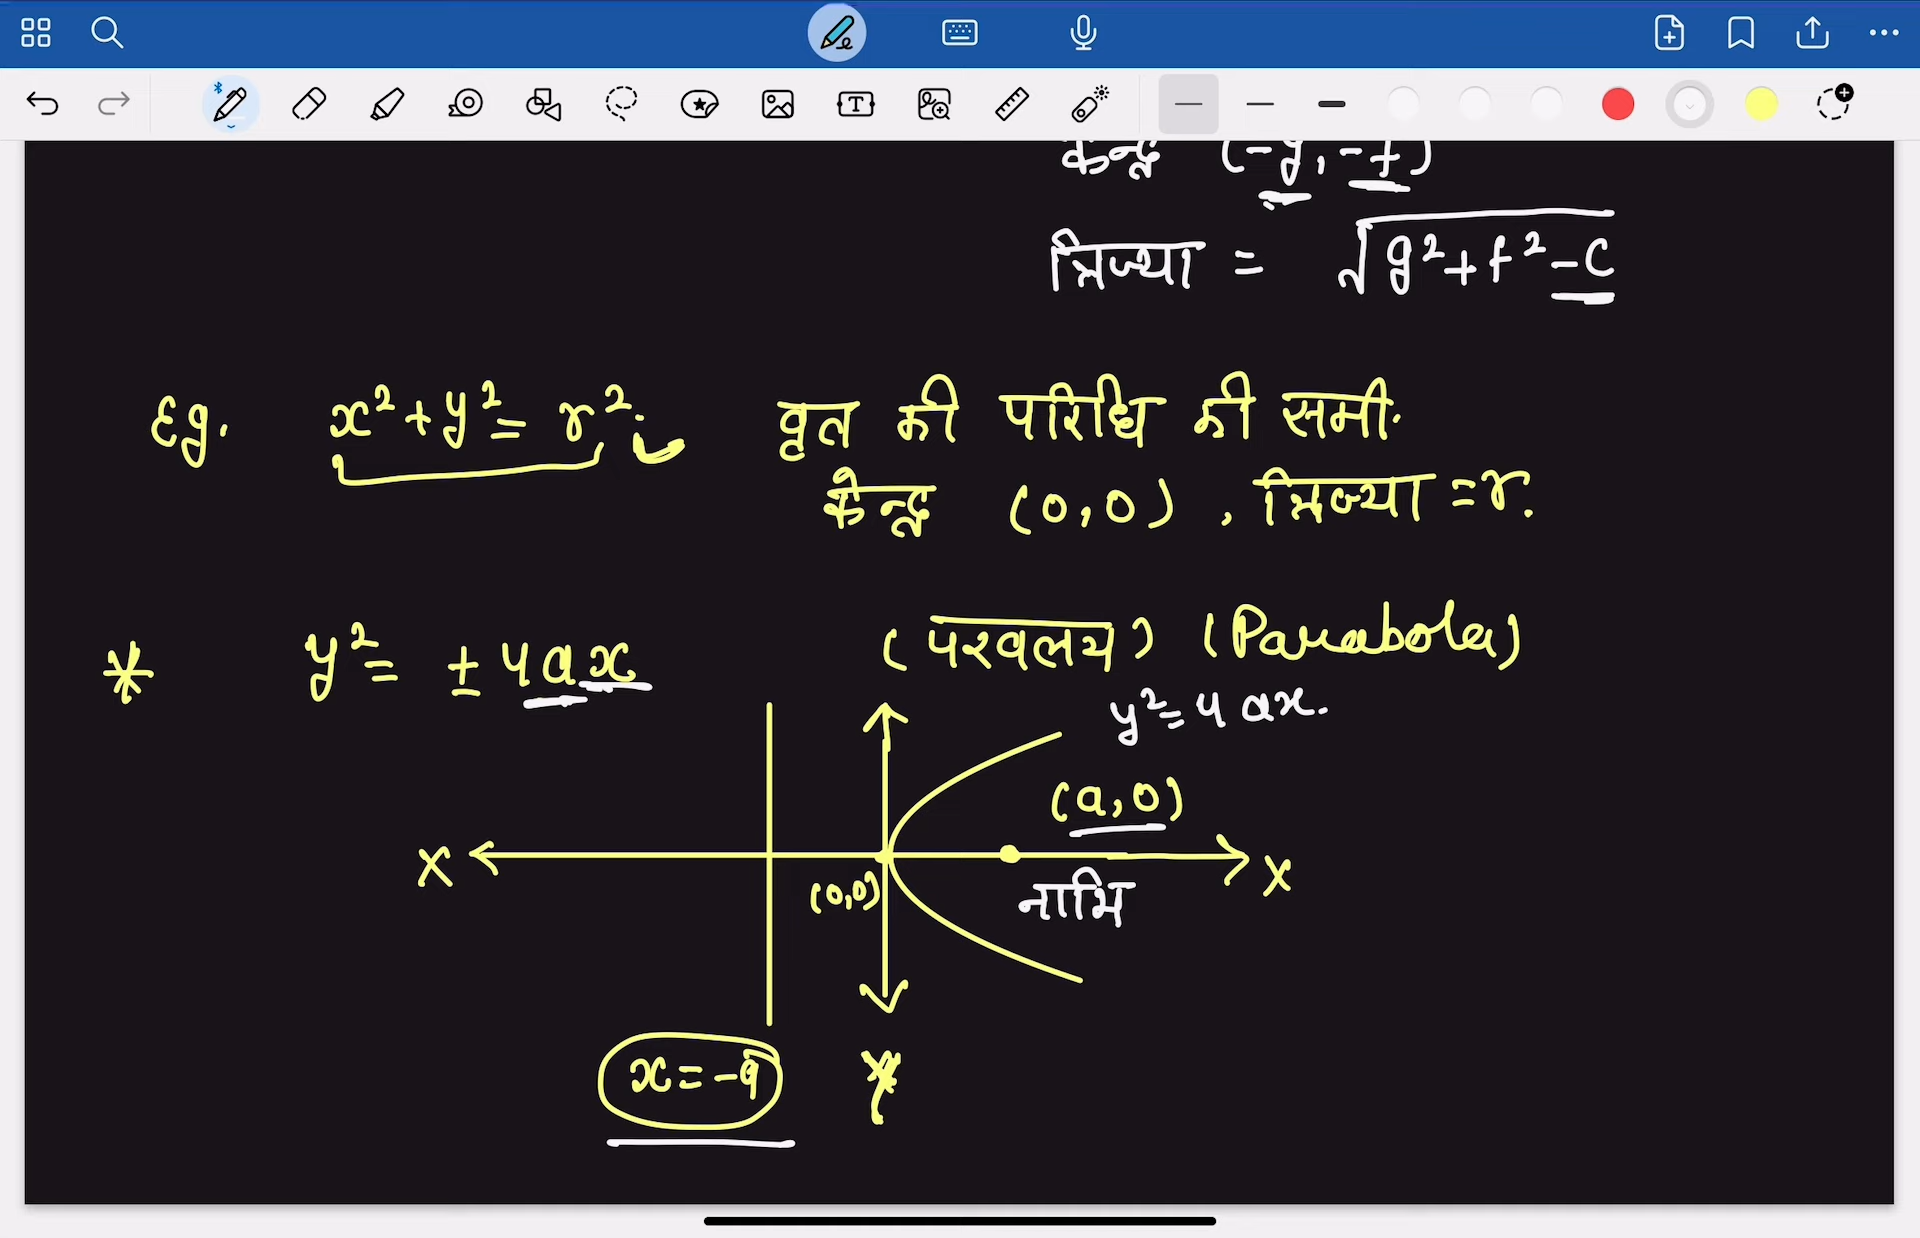 केन्द्र (-g, -f)
त्रिज्या = √g²+f²-c
Eg. x²+y²= r². वृत की परिधि की समी.
केन्द्र (0,0), त्रिज्या =r.
* y²= ± 4ax (परवलय) (Parabola)
y²=4ax.
(a,0)
X X
(0,0) नाभि
x=-a Y